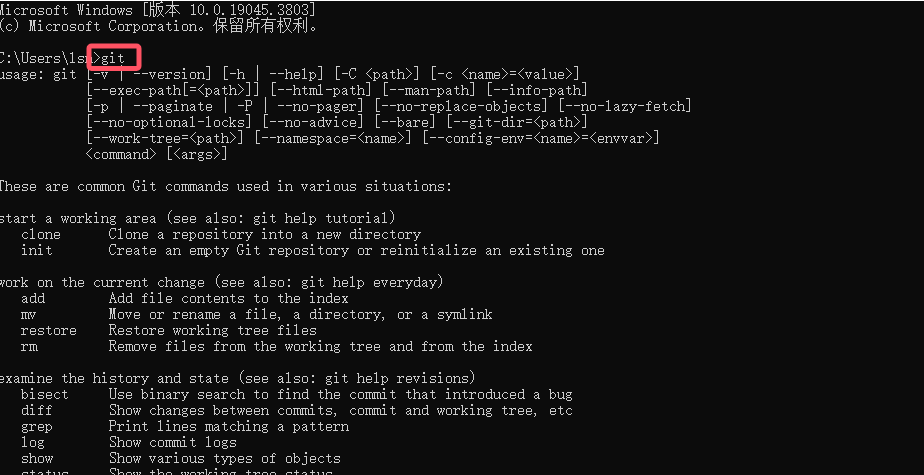 Microsoft Windows [版本 10.0.19045.3803]
(c) Microsoft Corporation。保留所有权利。
C:\Users\lsn>git
usage: git [-v | --version] [-h | --help] [-C <path>] [-c <name>=<value>]
[--exec-path[=<path>]] [--html-path] [--man-path] [--info-path]
[-p | --paginate | -P | --no-pager] [--no-replace-objects] [--no-lazy-fetch]
[--no-optional-locks] [--no-advice] [--bare] [--git-dir=<path>]
[--work-tree=<path>] [--namespace=<name>] [--config-env=<name>=<envvar>]
<command> [<args>]
These are common Git commands used in various situations:
start a working area (see also: git help tutorial)
clone Clone a repository into a new directory
init Create an empty Git repository or reinitialize an existing one
work on the current change (see also: git help everyday)
add Add file contents to the index
mv Move or rename a file, a directory, or a symlink
restore Restore working tree files
rm Remove files from the working tree and from the index
examine the history and state (see also: git help revisions)
bisect Use binary search to find the commit that introduced a bug
diff Show changes between commits, commit and working tree, etc
grep Print lines matching a pattern
log Show commit logs
show Show various types of objects
status Show the working tree status